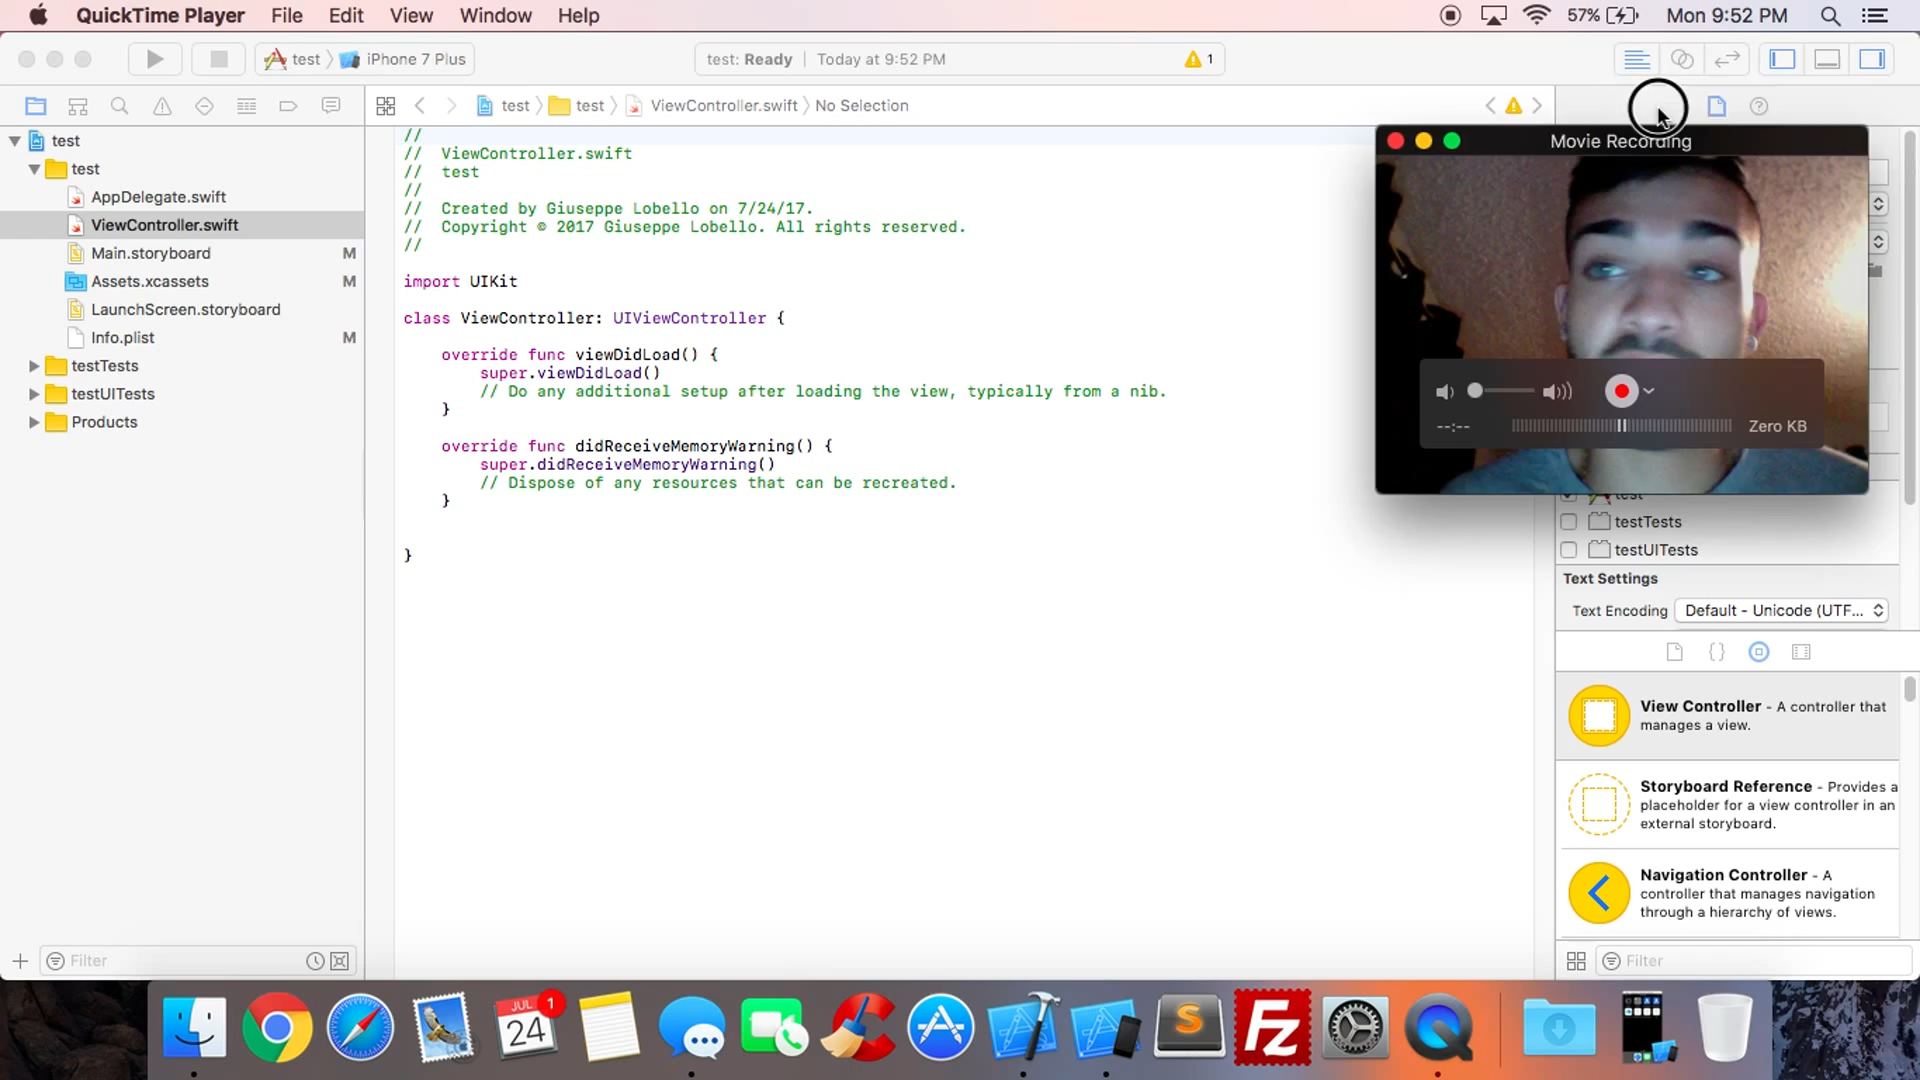 QuickTime Player File Edit View Window Help 57% Mon 9:52 PM
test iPhone 7 Plus test: Ready Today at 9:52 PM 1
test test ViewController.swift No Selection
test
test
AppDelegate.swift
ViewController.swift
Main.storyboard M
Assets.xcassets M
LaunchScreen.storyboard
Info.plist M
testTests
testUITests
Products
Filter
//
// ViewController.swift
// test
//
// Created by Giuseppe Lobello on 7/24/17.
// Copyright © 2017 Giuseppe Lobello. All rights reserved.
//
import UIKit
class ViewController: UIViewController {
override func viewDidLoad() {
super.viewDidLoad()
// Do any additional setup after loading the view, typically from a nib.
}
override func didReceiveMemoryWarning() {
super.didReceiveMemoryWarning()
// Dispose of any resources that can be recreated.
}
}
Movie Recording
--:-- Zero KB
test
testTests
testUITests
Text Settings
Text Encoding Default - Unicode (UTF...
{}
View Controller - A controller that
manages a view.
Storyboard Reference - Provides a
placeholder for a view controller in an
external storyboard.
Navigation Controller - A
controller that manages navigation
through a hierarchy of views.
Filter
JUL
24
1
S
Fz